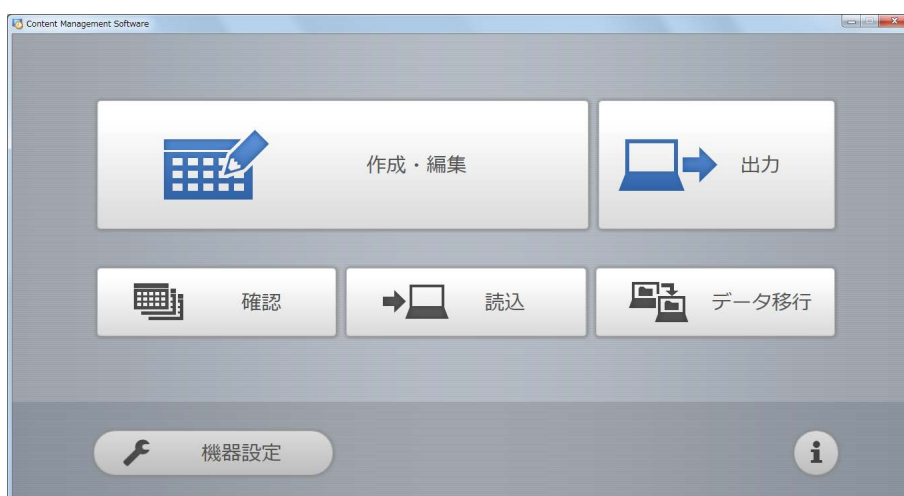 Content Management Software
作成・編集
出力
確認
読込
データ移行
機器設定
i